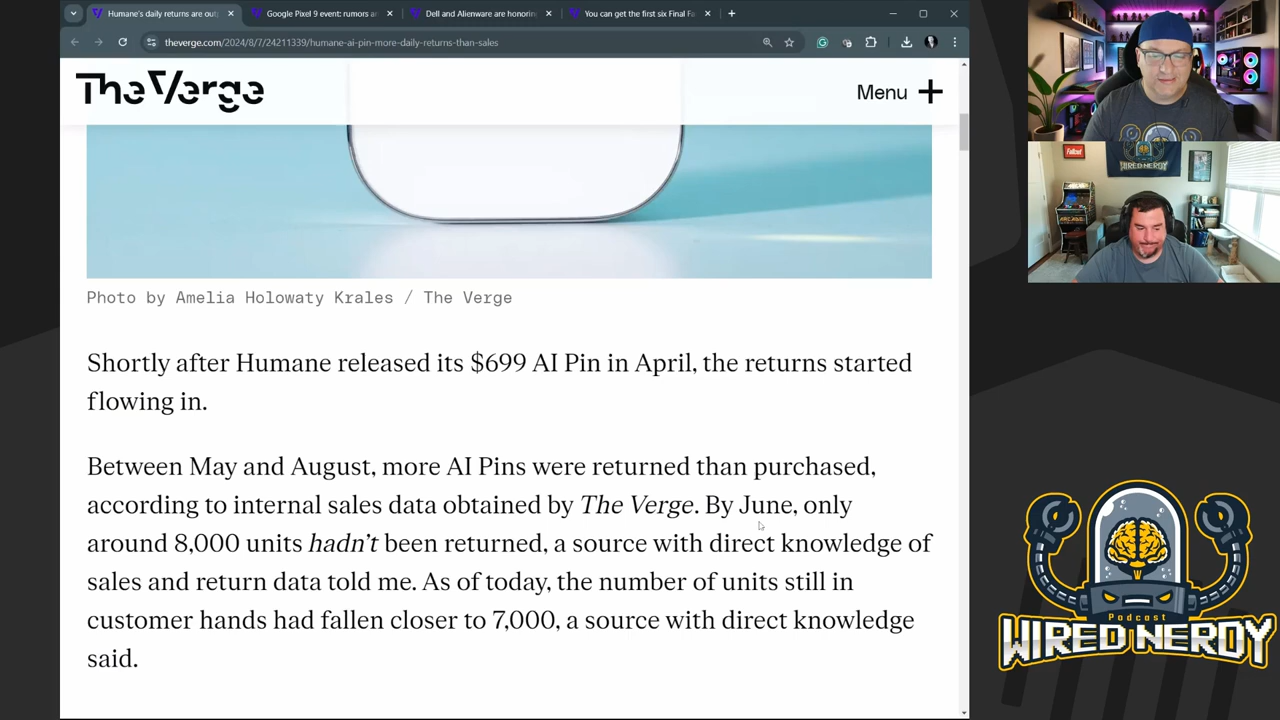 Humane's daily returns are out
Google Pixel 9 event: rumors a
Dell and Alienware are honorin
You can get the first six Final Fa
theverge.com/2024/8/7/24211339/humane-ai-pin-more-daily-returns-than-sales
The Verge
Menu
Photo by Amelia Holowaty Krales / The Verge
Shortly after Humane released its $699 AI Pin in April, the returns started
flowing in.
Between May and August, more AI Pins were returned than purchased,
according to internal sales data obtained by The Verge. By June, only
around 8,000 units hadn't been returned, a source with direct knowledge of
sales and return data told me. As of today, the number of units still in
customer hands had fallen closer to 7,000, a source with direct knowledge
said.
Fallout
WIRED NERDY
Podcast
WIRED NERDY